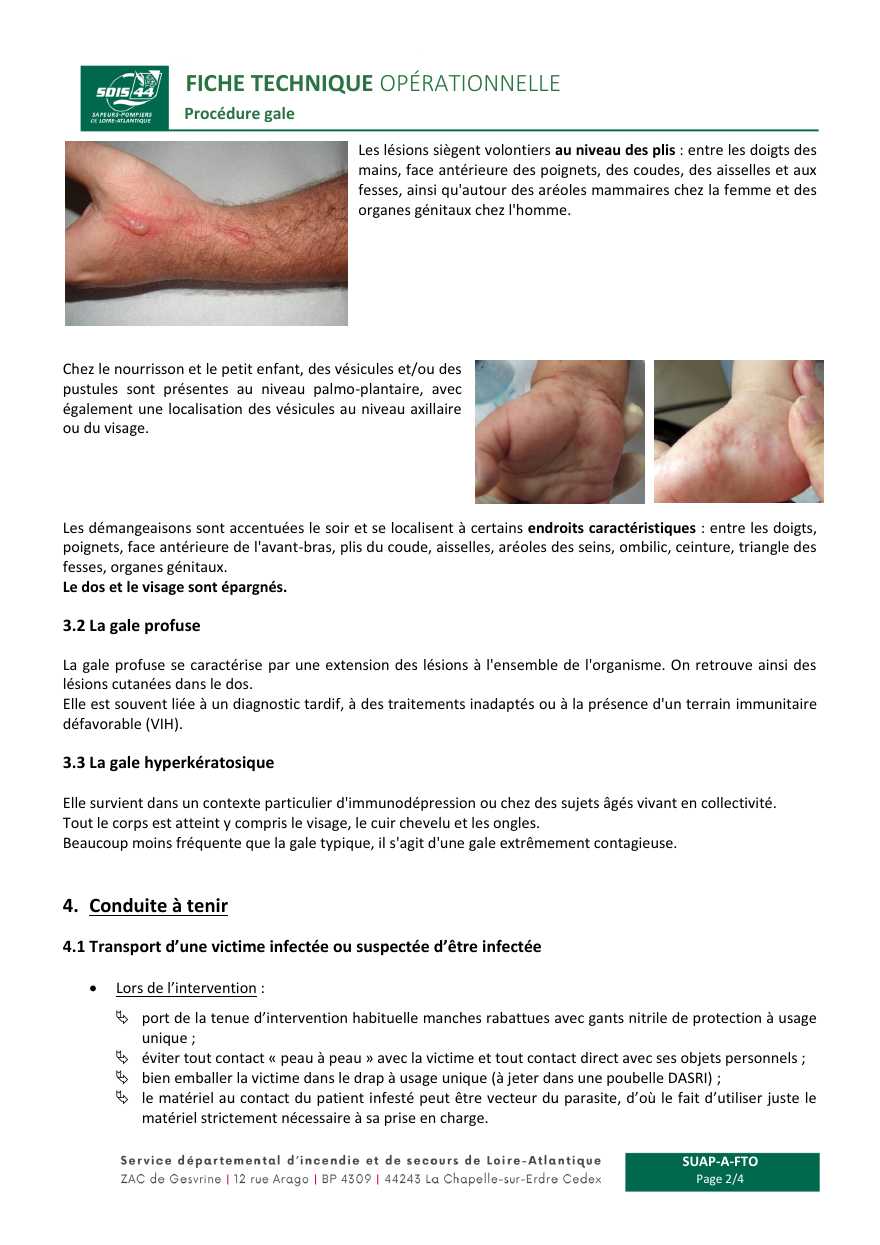 SDIS 44
SAPEURS-POMPIERS
DE LOIRE-ATLANTIQUE
FICHE TECHNIQUE OPÉRATIONNELLE
Procédure gale
Les lésions siègent volontiers au niveau des plis : entre les doigts des
mains, face antérieure des poignets, des coudes, des aisselles et aux
fesses, ainsi qu'autour des aréoles mammaires chez la femme et des
organes génitaux chez l'homme.
Chez le nourrisson et le petit enfant, des vésicules et/ou des
pustules sont présentes au niveau palmo-plantaire, avec
également une localisation des vésicules au niveau axillaire
ou du visage.
Les démangeaisons sont accentuées le soir et se localisent à certains endroits caractéristiques : entre les doigts,
poignets, face antérieure de l'avant-bras, plis du coude, aisselles, aréoles des seins, ombilic, ceinture, triangle des
fesses, organes génitaux.
Le dos et le visage sont épargnés.
3.2 La gale profuse
La gale profuse se caractérise par une extension des lésions à l'ensemble de l'organisme. On retrouve ainsi des
lésions cutanées dans le dos.
Elle est souvent liée à un diagnostic tardif, à des traitements inadaptés ou à la présence d'un terrain immunitaire
défavorable (VIH).
3.3 La gale hyperkératosique
Elle survient dans un contexte particulier d'immunodépression ou chez des sujets âgés vivant en collectivité.
Tout le corps est atteint y compris le visage, le cuir chevelu et les ongles.
Beaucoup moins fréquente que la gale typique, il s'agit d'une gale extrêmement contagieuse.
4. Conduite à tenir
4.1 Transport d’une victime infectée ou suspectée d’être infectée
• Lors de l’intervention :
port de la tenue d’intervention habituelle manches rabattues avec gants nitrile de protection à usage
unique ;
éviter tout contact « peau à peau » avec la victime et tout contact direct avec ses objets personnels ;
bien emballer la victime dans le drap à usage unique (à jeter dans une poubelle DASRI) ;
le matériel au contact du patient infesté peut être vecteur du parasite, d’où le fait d’utiliser juste le
matériel strictement nécessaire à sa prise en charge.
Service départemental d’incendie et de secours de Loire-Atlantique
ZAC de Gesvrine | 12 rue Arago | BP 4309 | 44243 La Chapelle-sur-Erdre Cedex
SUAP-A-FTO
Page 2/4